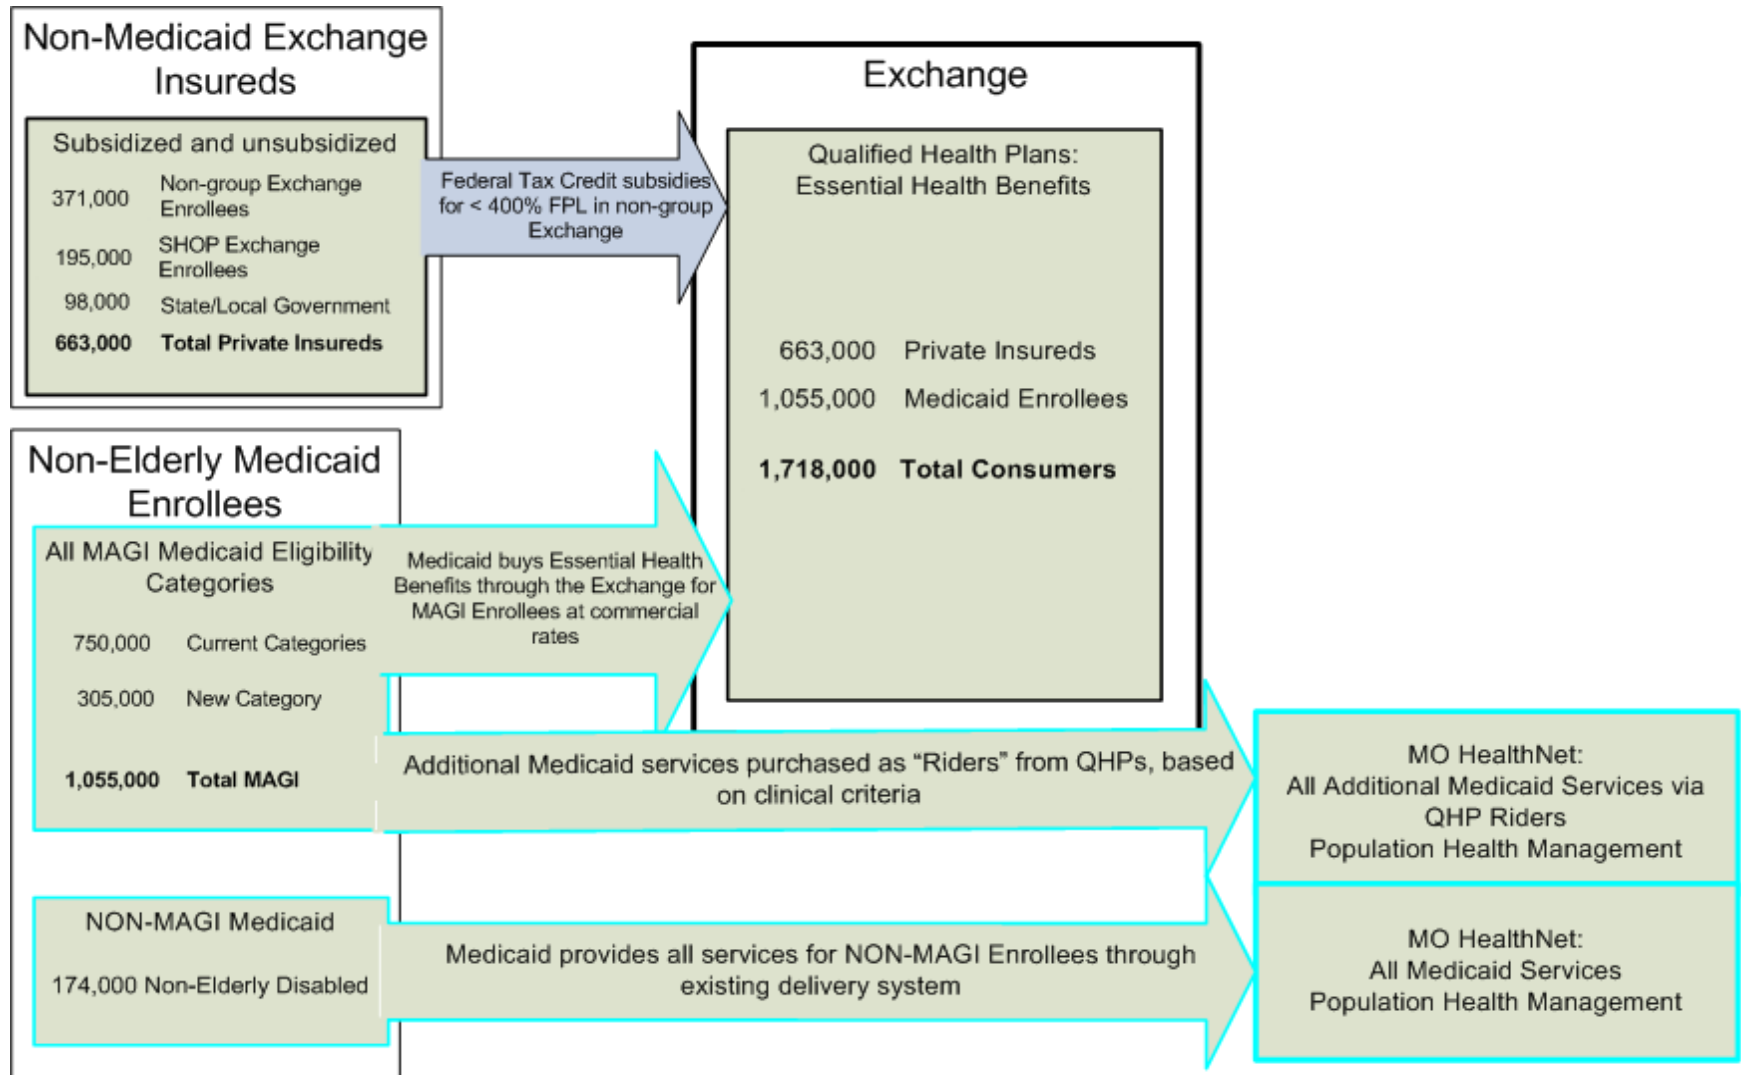 Non-Medicaid Exchange
Insureds
Subsidized and unsubsidized
371,000 Non-group Exchange
Enrollees
195,000 SHOP Exchange
Enrollees
98,000 State/Local Government
663,000 Total Private Insureds
Federal Tax Credit subsidies
for < 400% FPL in non-group
Exchange
Exchange
Qualified Health Plans:
Essential Health Benefits
663,000 Private Insureds
1,055,000 Medicaid Enrollees
1,718,000 Total Consumers
Non-Elderly Medicaid
Enrollees
All MAGI Medicaid Eligibility
Categories
750,000 Current Categories
305,000 New Category
1,055,000 Total MAGI
Medicaid buys Essential Health
Benefits through the Exchange for
MAGI Enrollees at commercial
rates
Additional Medicaid services purchased as “Riders” from QHPs, based
on clinical criteria
MO HealthNet:
All Additional Medicaid Services via
QHP Riders
Population Health Management
NON-MAGI Medicaid
174,000 Non-Elderly Disabled
Medicaid provides all services for NON-MAGI Enrollees through
existing delivery system
MO HealthNet:
All Medicaid Services
Population Health Management